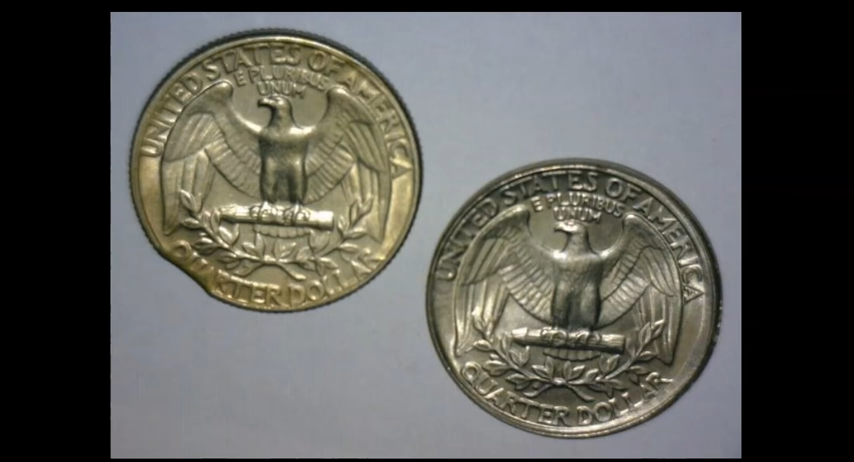 UNITED STATES OF AMERICA
E PLURIBUS
UNUM
QUARTER DOLLAR
UNITED STATES OF AMERICA
E PLURIBUS
UNUM
QUARTER DOLLAR